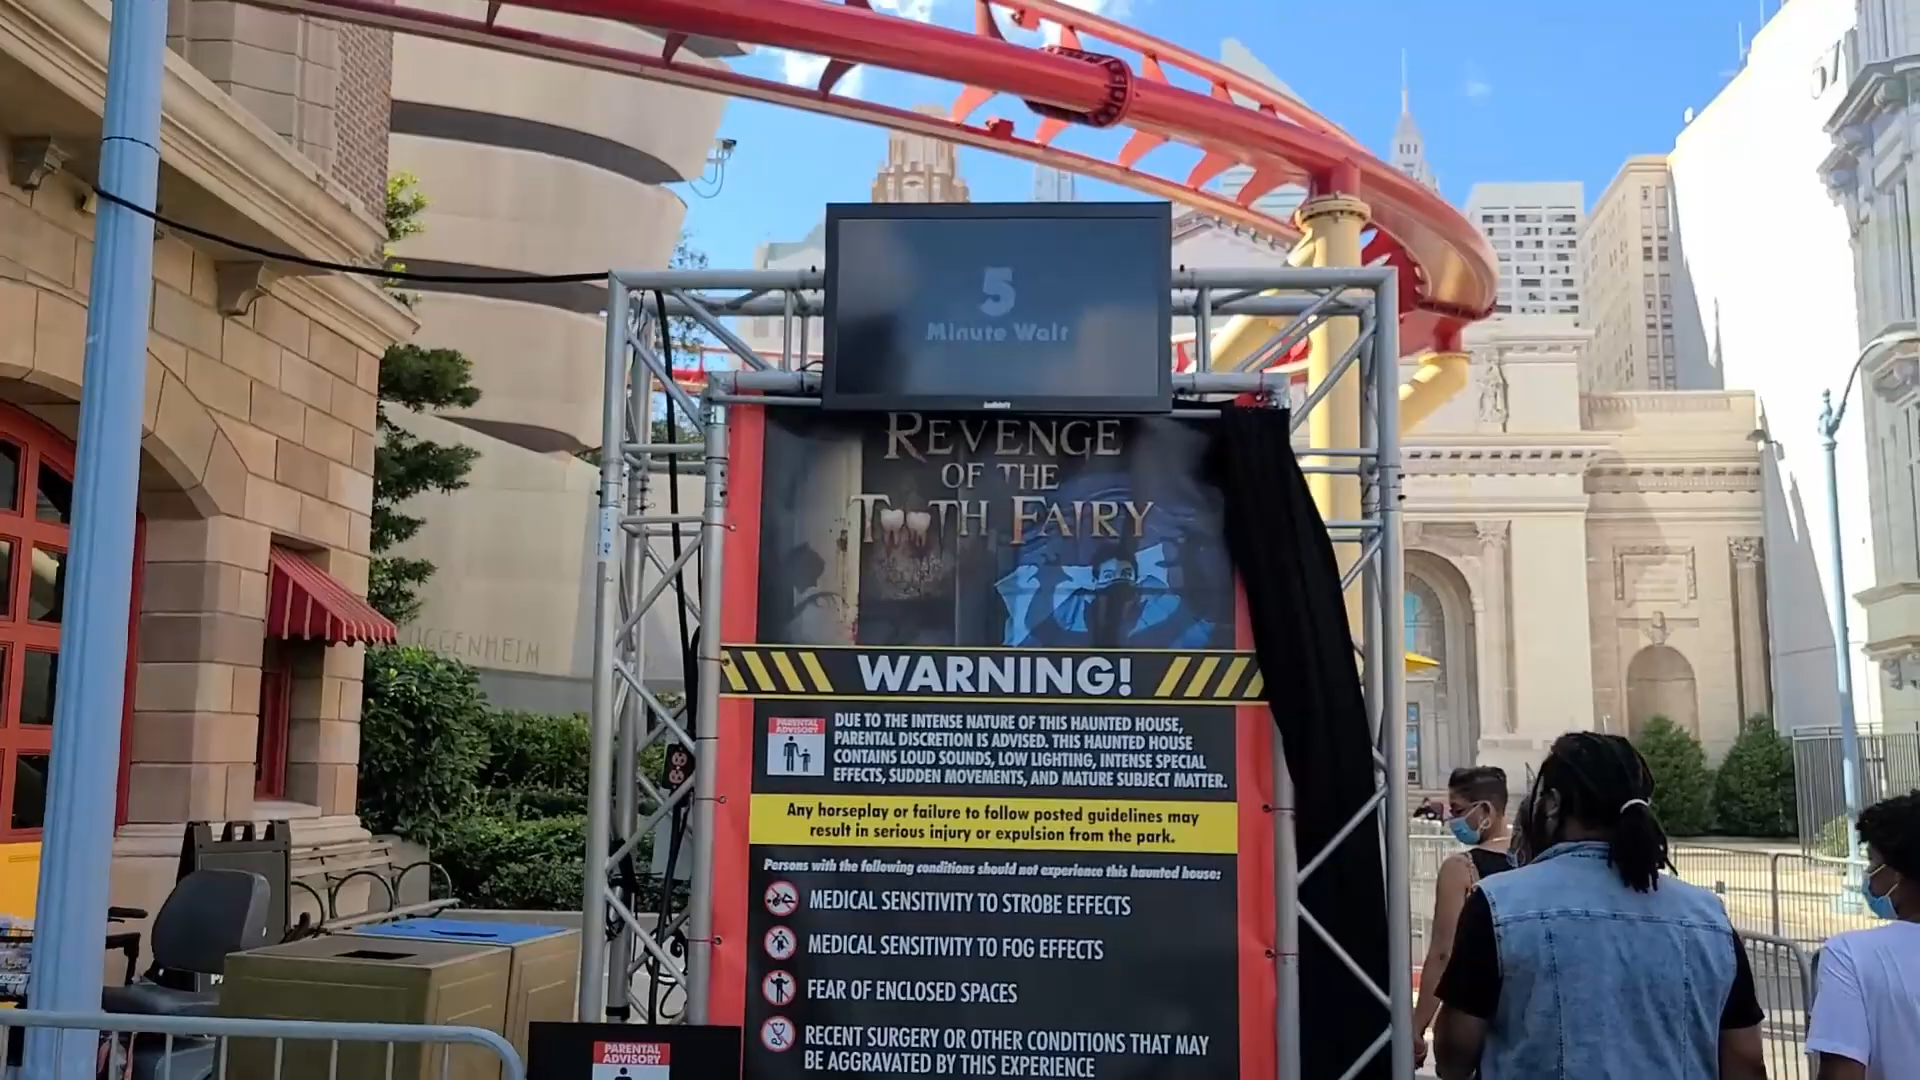 5
Minute Wait
REVENGE
OF THE
TOOTH FAIRY
WARNING!
PARENTAL
ADVISORY
DUE TO THE INTENSE NATURE OF THIS HAUNTED HOUSE,
PARENTAL DISCRETION IS ADVISED. THIS HAUNTED HOUSE
CONTAINS LOUD SOUNDS, LOW LIGHTING, INTENSE SPECIAL
EFFECTS, SUDDEN MOVEMENTS, AND MATURE SUBJECT MATTER.
Any horseplay or failure to follow posted guidelines may
result in serious injury or expulsion from the park.
Persons with the following conditions should not experience this haunted house:
MEDICAL SENSITIVITY TO STROBE EFFECTS
MEDICAL SENSITIVITY TO FOG EFFECTS
FEAR OF ENCLOSED SPACES
RECENT SURGERY OR OTHER CONDITIONS THAT MAY
BE AGGRAVATED BY THIS EXPERIENCE
PARENTAL
ADVISORY
UGGENHEIM